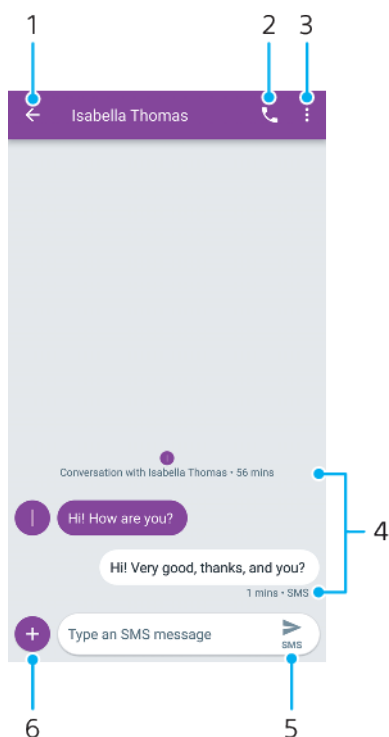 1 2 3
Isabella Thomas
Conversation with Isabella Thomas • 56 mins
I Hi! How are you?
4
Hi! Very good, thanks, and you?
1 mins • SMS
+ Type an SMS message
SMS
6 5